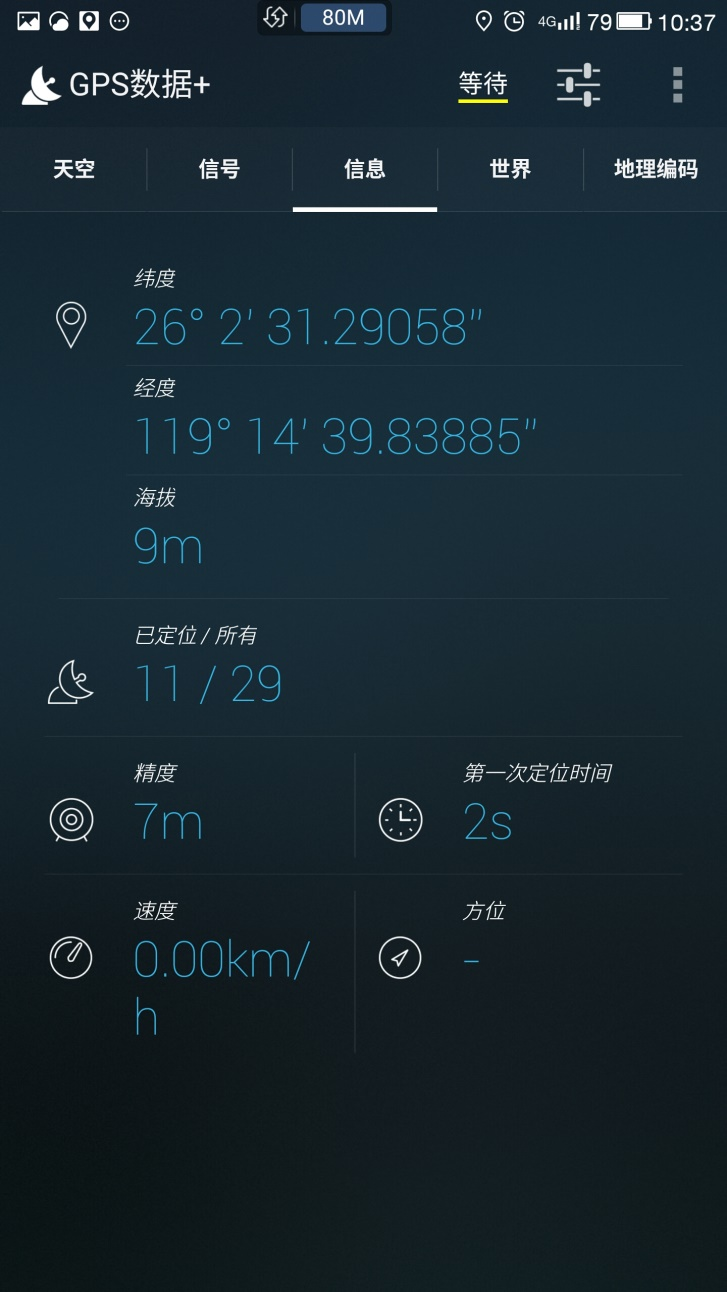 80M
4G 79 10:37
GPS数据+ 等待
天空 信号 信息 世界 地理编码
纬度
26° 2' 31.29058"
经度
119° 14' 39.83885"
海拔
9m
已定位 / 所有
11 / 29
精度 第一次定位时间
7m 2s
速度 方位
0.00km/ -
h